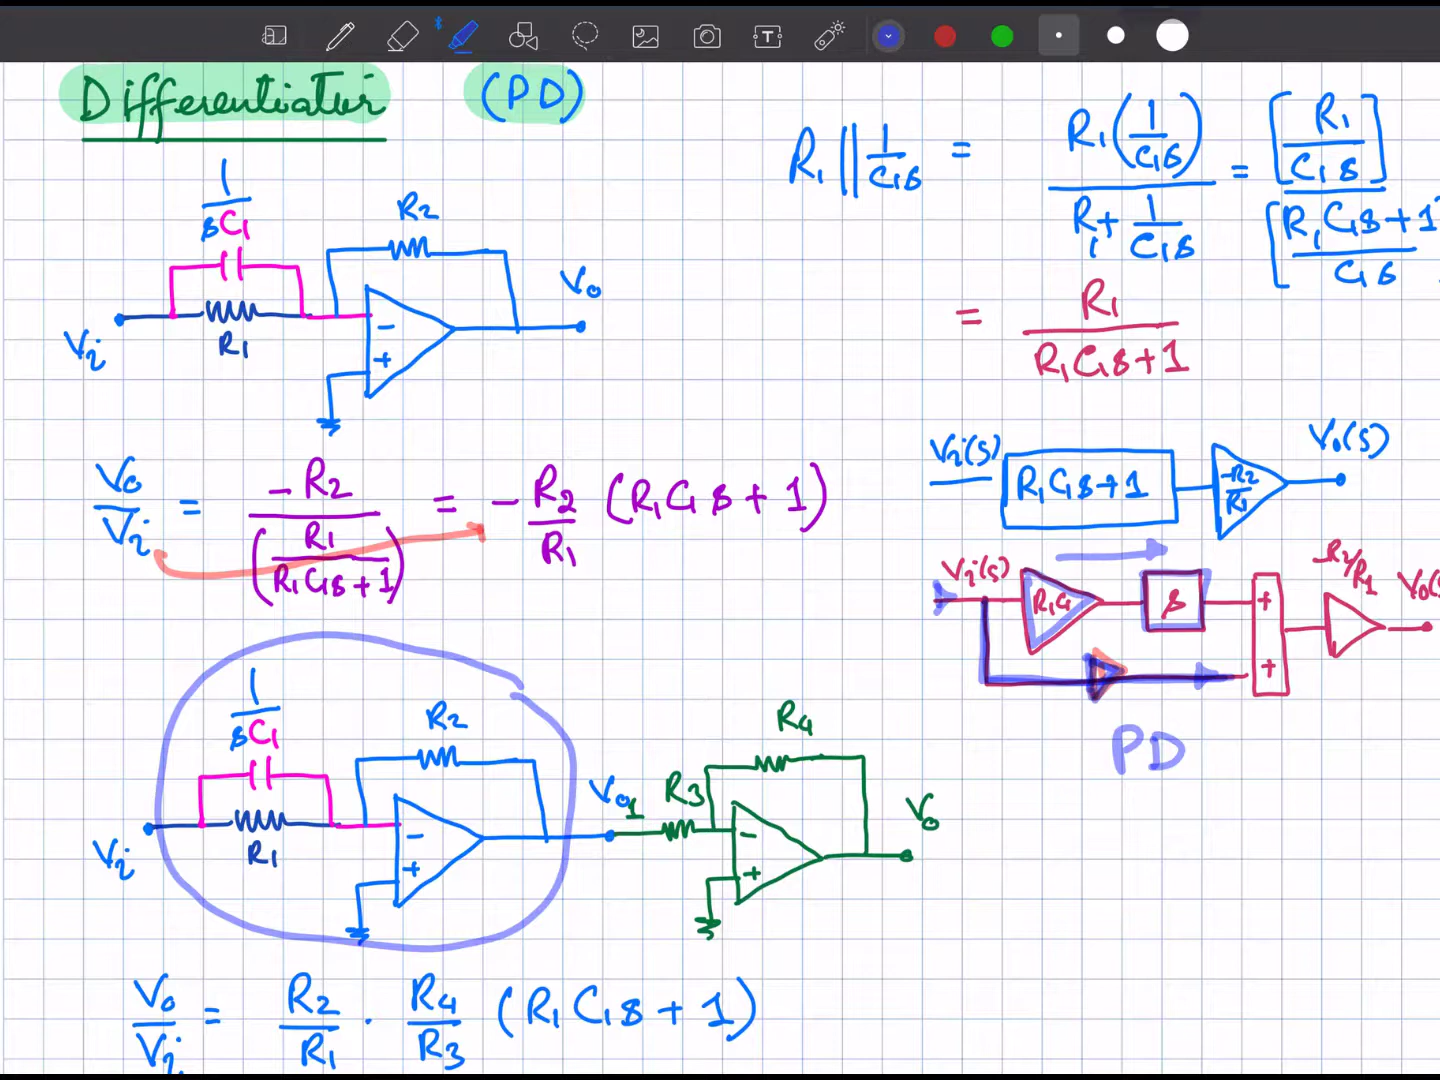 Differentiator (PD)
R₁ || 1/C₁s = R₁(1/C₁s) / (R₁ + 1/C₁s) = [R₁/C₁s] / [(R₁C₁s+1)/C₁s]
= R₁ / (R₁C₁s+1)
1/sC₁
R₂
R₁
Vi
-
+
Vo
Vo/Vi = -R₂ / (R₁/(R₁C₁s+1)) = -R₂/R₁ (R₁C₁s+1)
Vi(s) R₁C₁s+1 -R₂/R₁ Vo(s)
Vi(s) R₁C₁ s + + -R₂/R₁ Vo(s
PD
1/sC₁
R₂
R₁
Vi
-
+
Vo1
R3
R4
-
+
Vo
Vo/Vi = R₂/R₁ · R₄/R₃ (R₁C₁s+1)
T